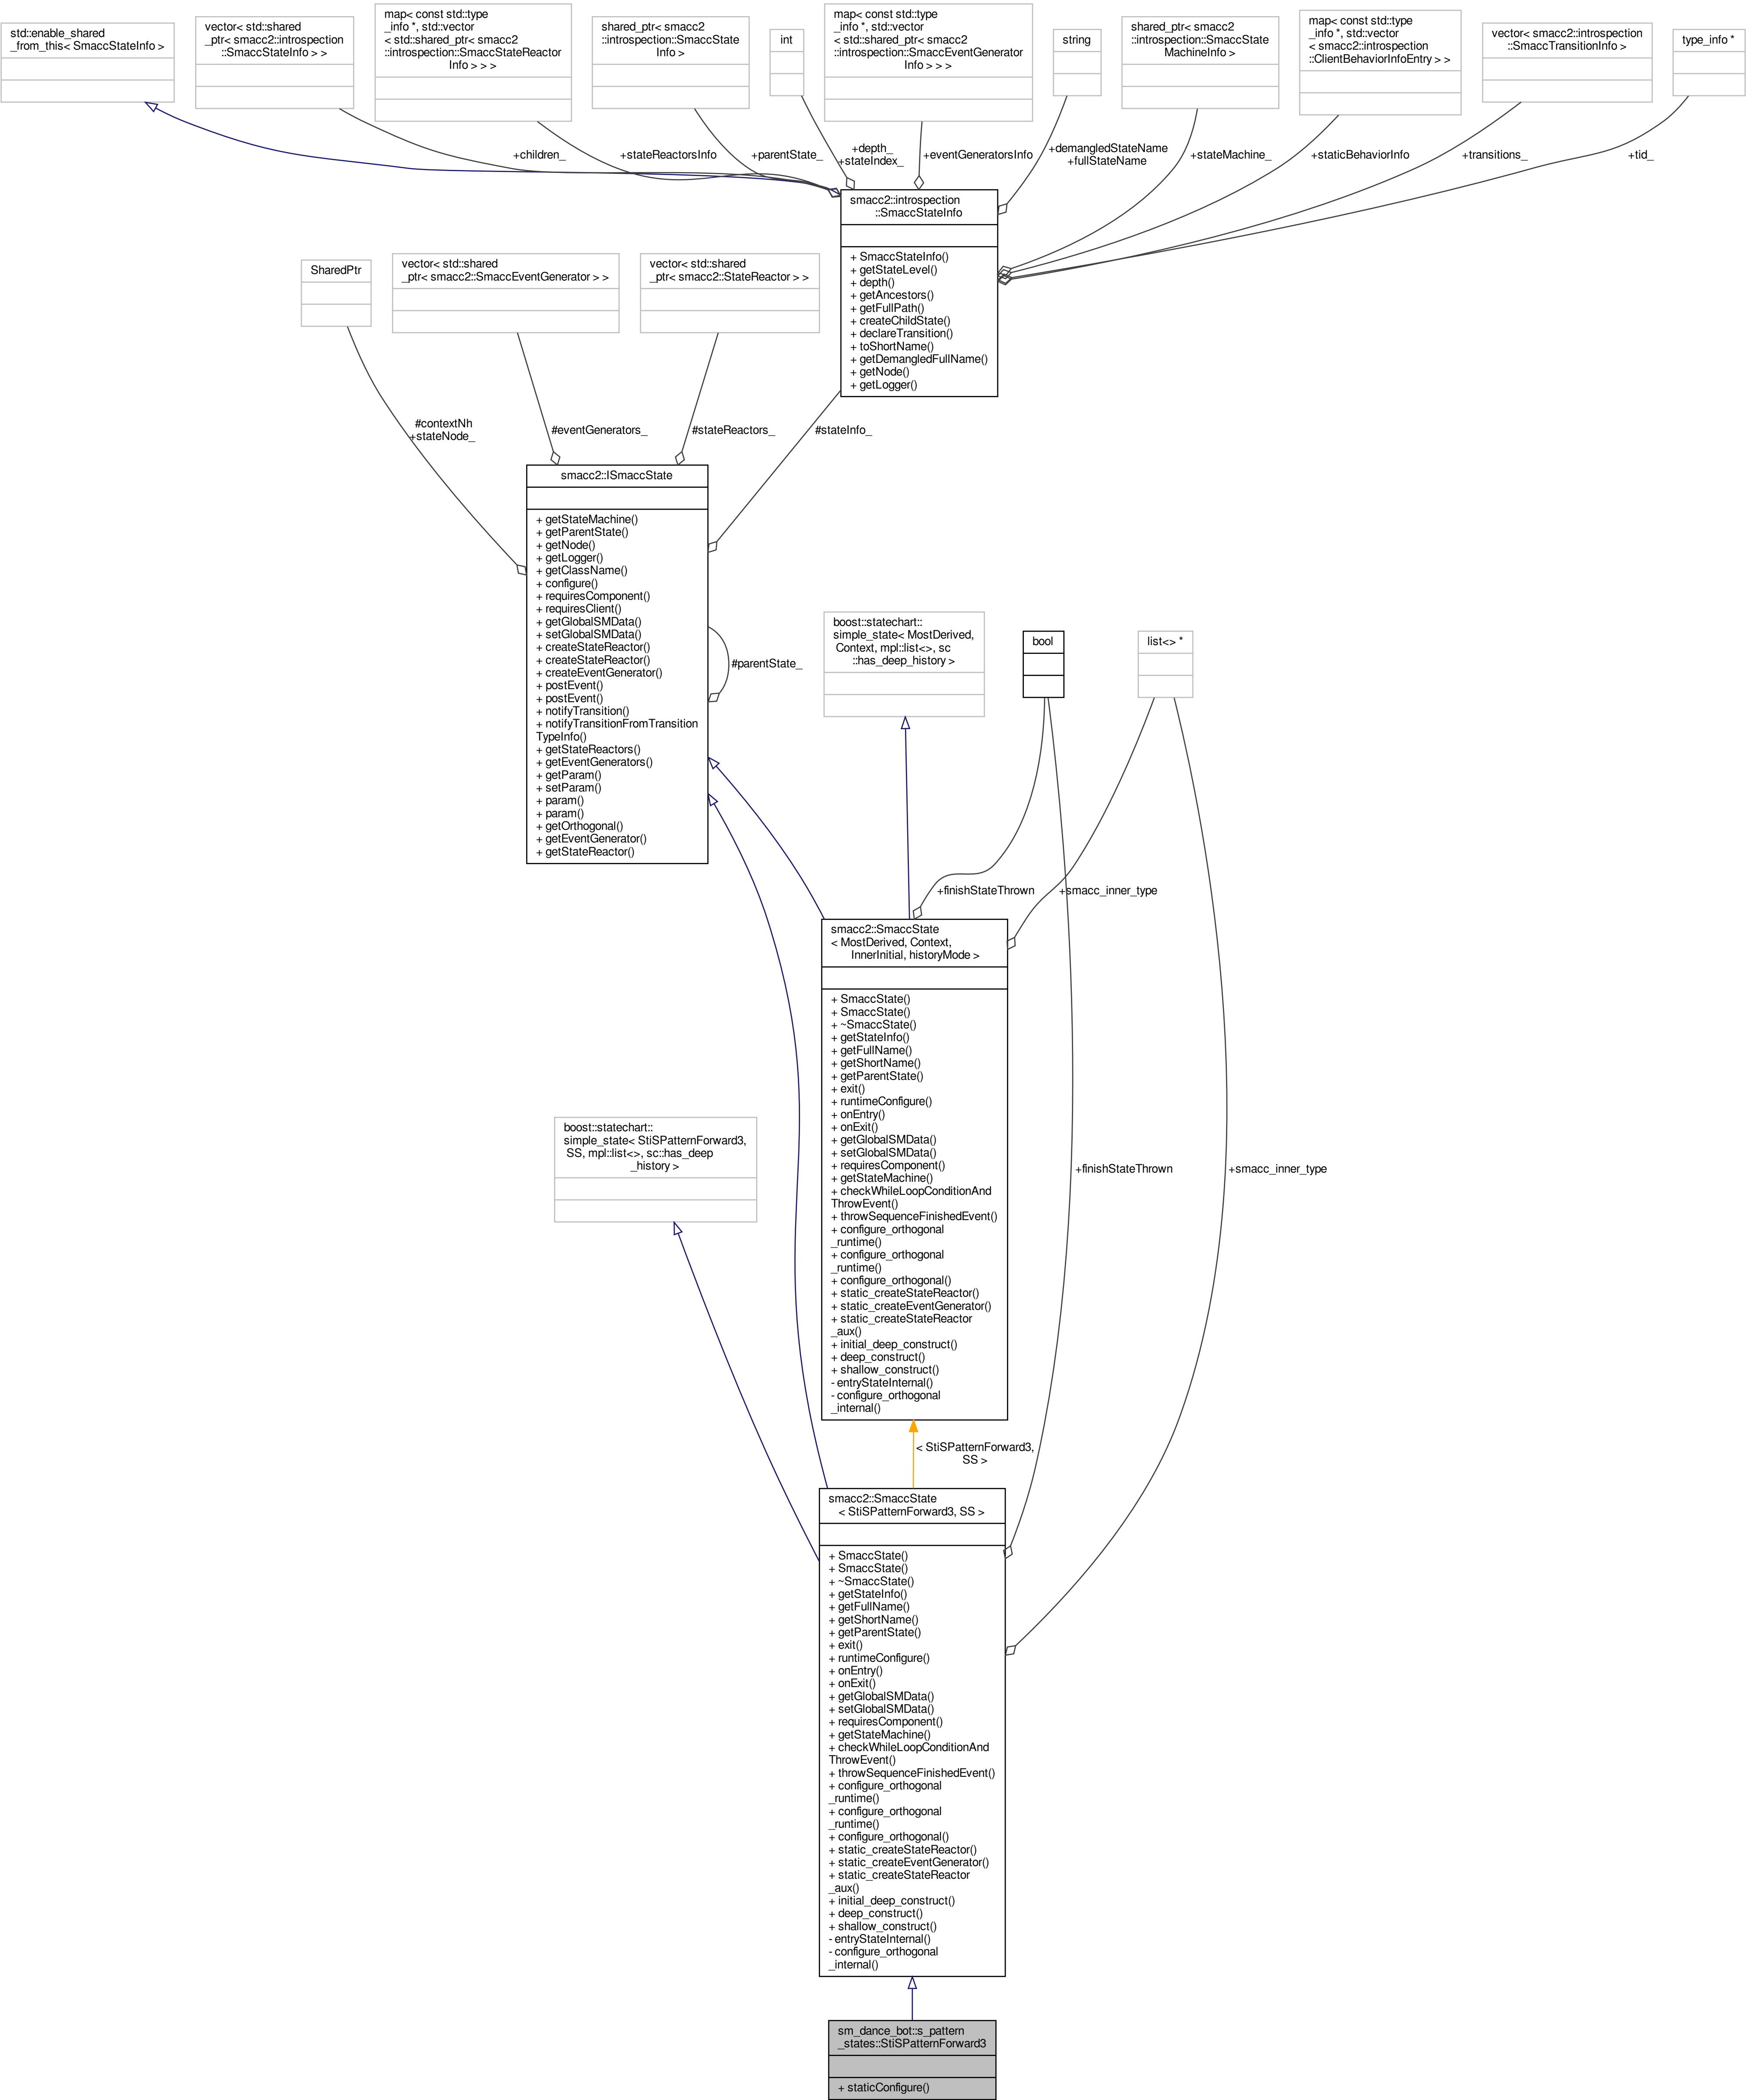 std::enable_shared
_from_this< SmaccStateInfo >
vector< std::shared
_ptr< smacc2::introspection
::SmaccStateInfo > >
map< const std::type
_info *, std::vector
< std::shared_ptr< smacc2
::introspection::SmaccStateReactor
Info > > >
shared_ptr< smacc2
::introspection::SmaccState
Info >
int
map< const std::type
_info *, std::vector
< std::shared_ptr< smacc2
::introspection::SmaccEventGenerator
Info > > >
string
shared_ptr< smacc2
::introspection::SmaccState
MachineInfo >
map< const std::type
_info *, std::vector
< smacc2::introspection
::ClientBehaviorInfoEntry > >
vector< smacc2::introspection
::SmaccTransitionInfo >
type_info *
+children_
+stateReactorsInfo
+parentState_
+depth_
+stateIndex_
+eventGeneratorsInfo
+demangledStateName
+fullStateName
+stateMachine_
+staticBehaviorInfo
+transitions_
+tid_
smacc2::introspection
::SmaccStateInfo
+ SmaccStateInfo()
+ getStateLevel()
+ depth()
+ getAncestors()
+ getFullPath()
+ createChildState()
+ declareTransition()
+ toShortName()
+ getDemangledFullName()
+ getNode()
+ getLogger()
SharedPtr
vector< std::shared
_ptr< smacc2::SmaccEventGenerator > >
vector< std::shared
_ptr< smacc2::StateReactor > >
#contextNh
+stateNode_
#eventGenerators_
#stateReactors_
#stateInfo_
smacc2::ISmaccState
+ getStateMachine()
+ getParentState()
+ getNode()
+ getLogger()
+ getClassName()
+ configure()
+ requiresComponent()
+ requiresClient()
+ getGlobalSMData()
+ setGlobalSMData()
+ createStateReactor()
+ createStateReactor()
+ createEventGenerator()
+ postEvent()
+ postEvent()
+ notifyTransition()
+ notifyTransitionFromTransition
TypeInfo()
+ getStateReactors()
+ getEventGenerators()
+ getParam()
+ setParam()
+ param()
+ param()
+ getOrthogonal()
+ getEventGenerator()
+ getStateReactor()
#parentState_
boost::statechart::
simple_state< MostDerived,
Context, mpl::list<>, sc
::has_deep_history >
bool
list<> *
+finishStateThrown
+smacc_inner_type
smacc2::SmaccState
< MostDerived, Context,
InnerInitial, historyMode >
+ SmaccState()
+ SmaccState()
+ ~SmaccState()
+ getStateInfo()
+ getFullName()
+ getShortName()
+ getParentState()
+ exit()
+ runtimeConfigure()
+ onEntry()
+ onExit()
+ getGlobalSMData()
+ setGlobalSMData()
+ requiresComponent()
+ getStateMachine()
+ checkWhileLoopConditionAnd
ThrowEvent()
+ throwSequenceFinishedEvent()
+ configure_orthogonal
_runtime()
+ configure_orthogonal
_runtime()
+ configure_orthogonal()
+ static_createStateReactor()
+ static_createEventGenerator()
+ static_createStateReactor
_aux()
+ initial_deep_construct()
+ deep_construct()
+ shallow_construct()
- entryStateInternal()
- configure_orthogonal
_internal()
boost::statechart::
simple_state< StiSPatternForward3,
SS, mpl::list<>, sc::has_deep
_history >
+finishStateThrown
+smacc_inner_type
< StiSPatternForward3,
SS >
smacc2::SmaccState
< StiSPatternForward3, SS >
+ SmaccState()
+ SmaccState()
+ ~SmaccState()
+ getStateInfo()
+ getFullName()
+ getShortName()
+ getParentState()
+ exit()
+ runtimeConfigure()
+ onEntry()
+ onExit()
+ getGlobalSMData()
+ setGlobalSMData()
+ requiresComponent()
+ getStateMachine()
+ checkWhileLoopConditionAnd
ThrowEvent()
+ throwSequenceFinishedEvent()
+ configure_orthogonal
_runtime()
+ configure_orthogonal
_runtime()
+ configure_orthogonal()
+ static_createStateReactor()
+ static_createEventGenerator()
+ static_createStateReactor
_aux()
+ initial_deep_construct()
+ deep_construct()
+ shallow_construct()
- entryStateInternal()
- configure_orthogonal
_internal()
sm_dance_bot::s_pattern
_states::StiSPatternForward3
+ staticConfigure()